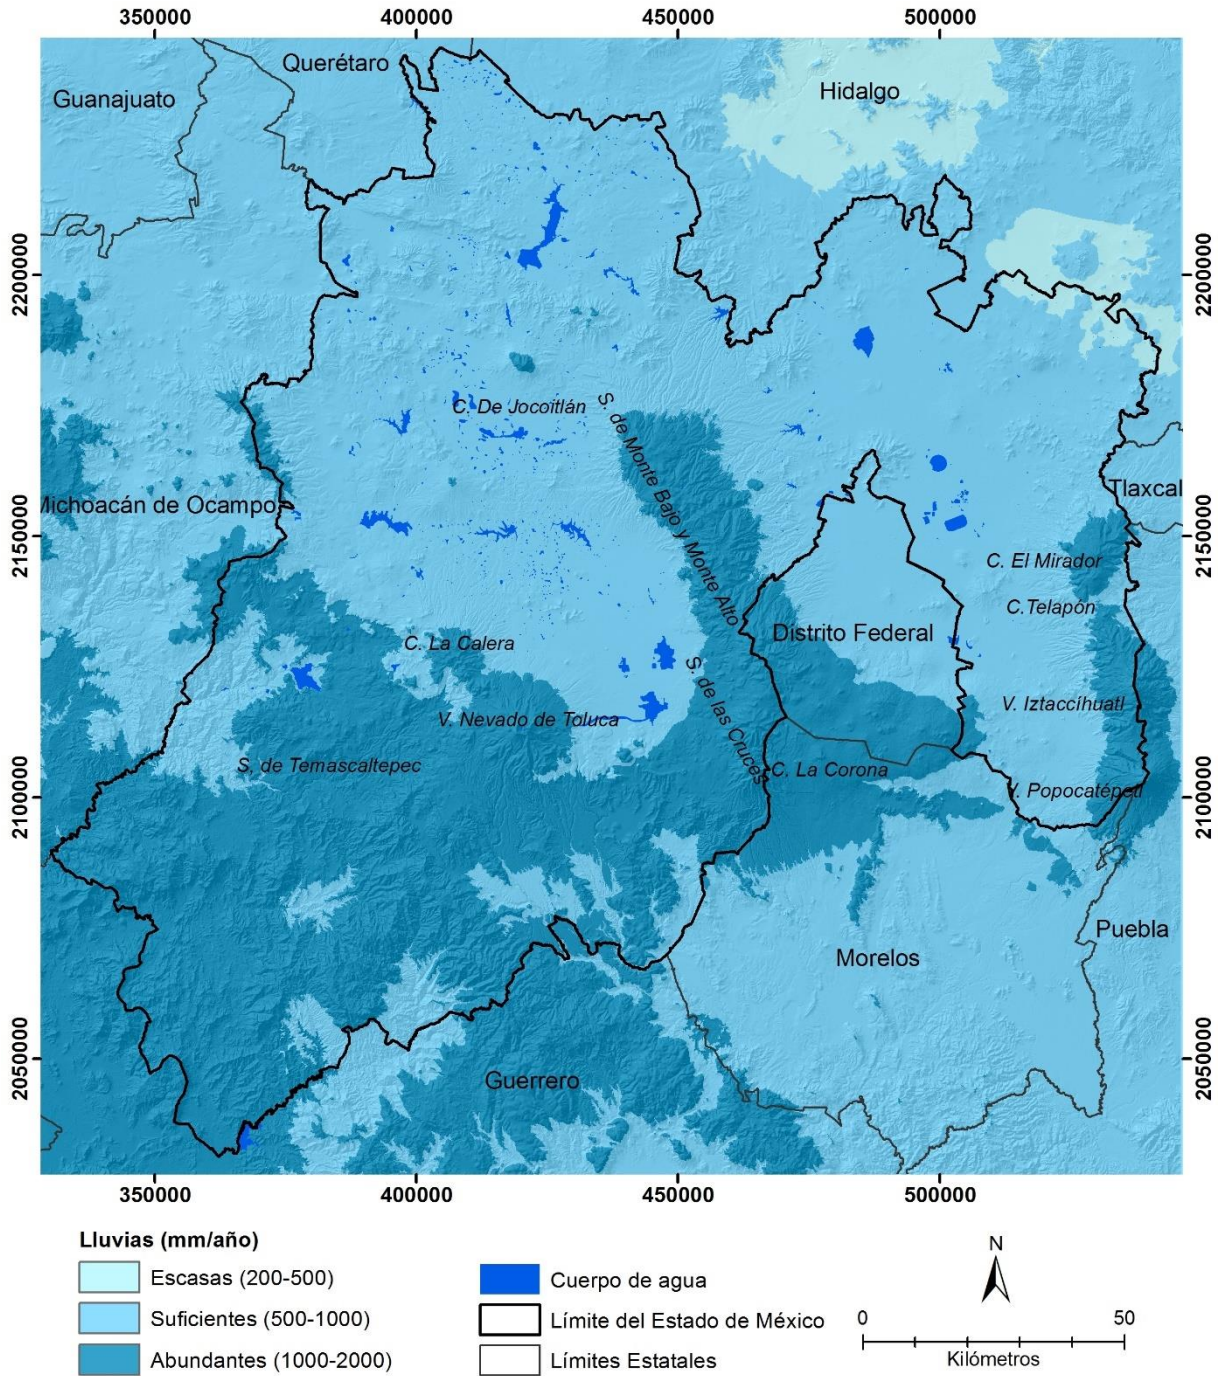 350000 400000 450000 500000
Querétaro
Guanajuato
Hidalgo
2200000 2200000
C. De Jocoitlán
S. de Monte Bajo y Monte Alto
Tlaxcal
Michoacán de Ocampo
2150000 2150000
C. El Mirador
C.Telapón
Distrito Federal
C. La Calera
S. de las Cruces
V. Iztaccíhuatl
V. Nevado de Toluca
S. de Temascaltepec
C. La Corona
V. Popocatépetl
2100000 2100000
Puebla
Morelos
2050000 2050000
Guerrero
350000 400000 450000 500000
Lluvias (mm/año)
Escasas (200-500)
Suficientes (500-1000)
Abundantes (1000-2000)
Cuerpo de agua
Límite del Estado de México
Límites Estatales
N
0 50
Kilómetros